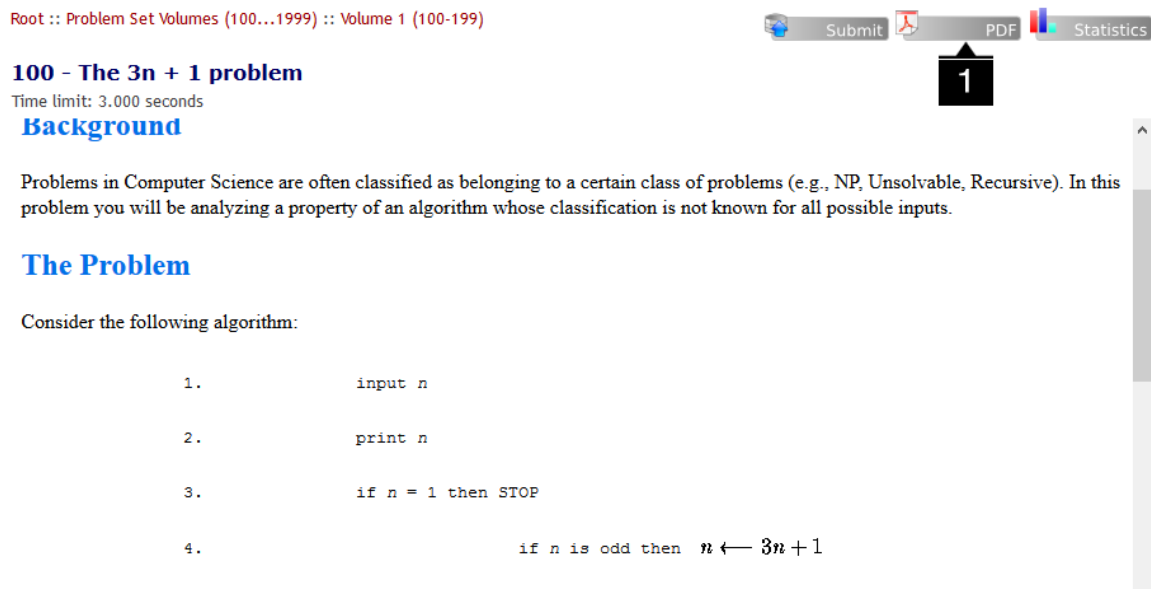 Root :: Problem Set Volumes (100...1999) :: Volume 1 (100-199)
Submit
PDF
Statistics
1
100 - The 3n + 1 problem
Time limit: 3.000 seconds
Background
Problems in Computer Science are often classified as belonging to a certain class of problems (e.g., NP, Unsolvable, Recursive). In this
problem you will be analyzing a property of an algorithm whose classification is not known for all possible inputs.
The Problem
Consider the following algorithm:
1. input n
2. print n
3. if n = 1 then STOP
4. if n is odd then n ⟵ 3n + 1